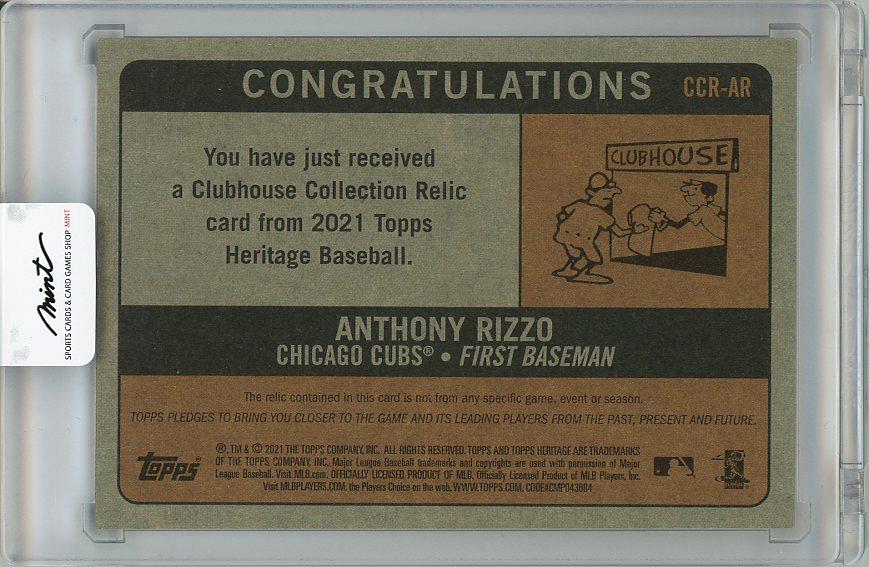 CONGRATULATIONS CCR-AR
You have just received
a Clubhouse Collection Relic
card from 2021 Topps
Heritage Baseball.
CLUBHOUSE
ANTHONY RIZZO
CHICAGO CUBS® • FIRST BASEMAN
The relic contained in this card is not from any specific game, event or season.
TOPPS PLEDGES TO BRING YOU CLOSER TO THE GAME AND ITS LEADING PLAYERS FROM THE PAST, PRESENT AND FUTURE.
®, TM & © 2021 THE TOPPS COMPANY, INC. ALL RIGHTS RESERVED. TOPPS AND TOPPS HERITAGE ARE TRADEMARKS
OF THE TOPPS COMPANY, INC. Major League Baseball trademarks and copyrights are used with permission of Major
League Baseball. Visit MLB.com. OFFICIALLY LICENSED PRODUCT OF MLB. Officially Licensed Product of MLB Players, Inc.
Visit MLBPLAYERS.COM, the Players Choice on the web. WWW.TOPPS.COM. CODE#CMP043604
Topps®
mint
SPORTS CARDS & CARD GAMES SHOP MINT